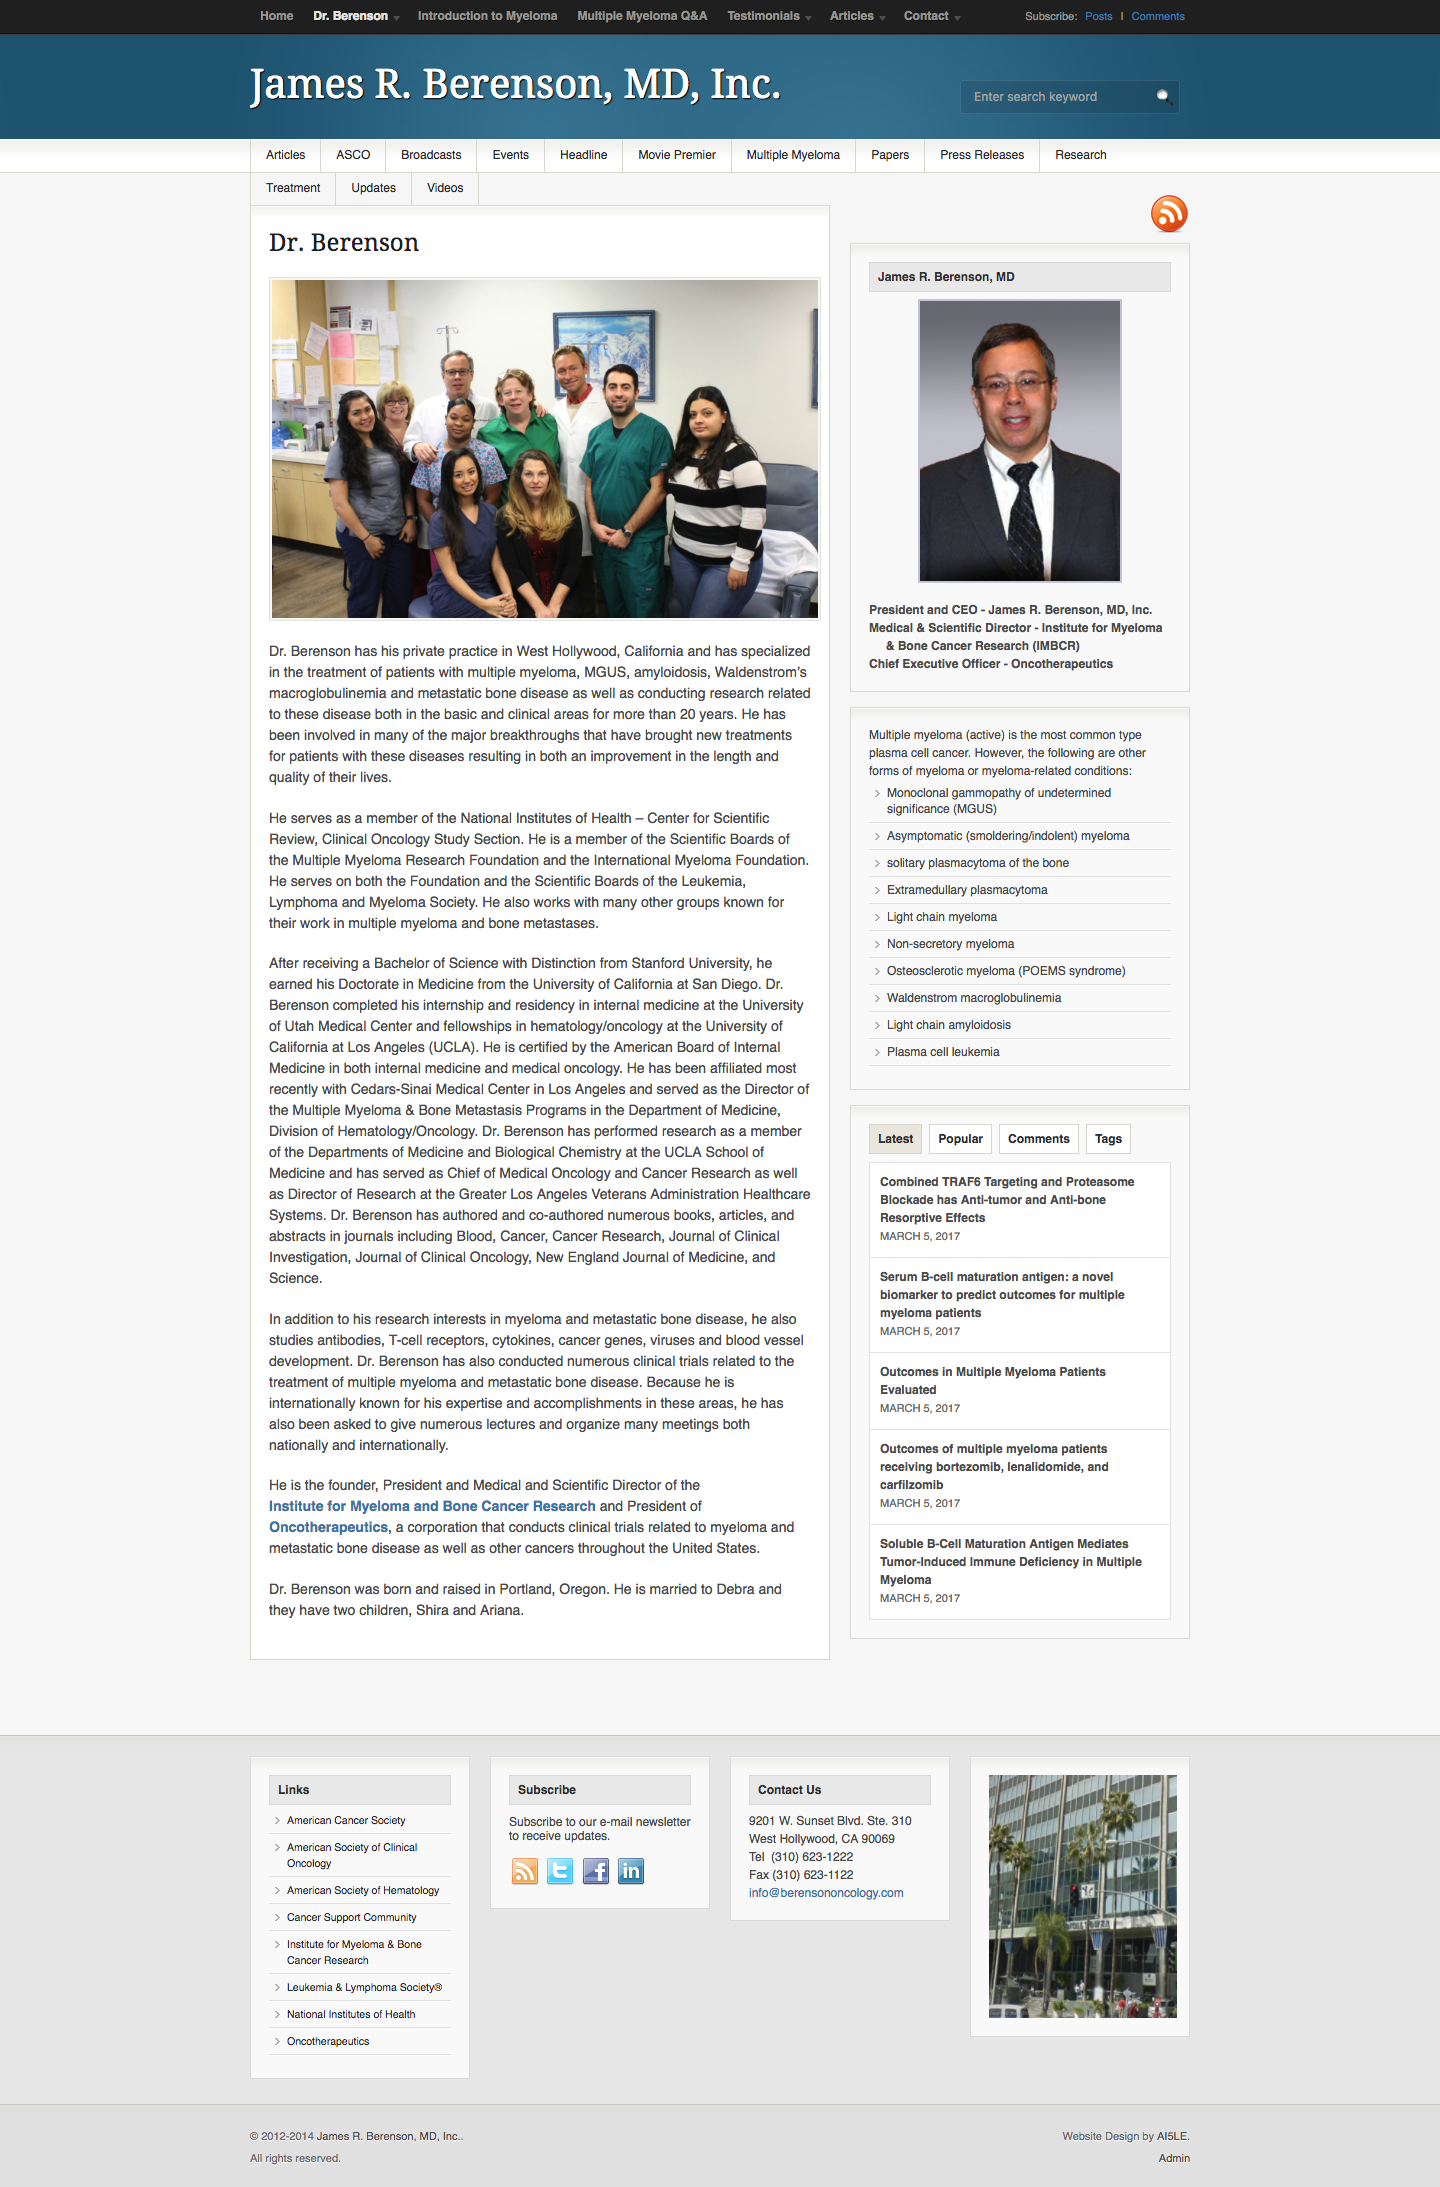 Home Dr. Berenson Introduction to Myeloma Multiple Myeloma Q&A Testimonials Articles Contact Subscribe: Posts | Comments
James R. Berenson, MD, Inc.
Enter search keyword
Articles ASCO Broadcasts Events Headline Movie Premier Multiple Myeloma Papers Press Releases Research
Treatment Updates Videos
Dr. Berenson
Dr. Berenson has his private practice in West Hollywood, California and has specialized
in the treatment of patients with multiple myeloma, MGUS, amyloidosis, Waldenstrom's
macroglobulinemia and metastatic bone disease as well as conducting research related
to these disease both in the basic and clinical areas for more than 20 years. He has
been involved in many of the major breakthroughs that have brought new treatments
for patients with these diseases resulting in both an improvement in the length and
quality of their lives.
He serves as a member of the National Institutes of Health – Center for Scientific
Review, Clinical Oncology Study Section. He is a member of the Scientific Boards of
the Multiple Myeloma Research Foundation and the International Myeloma Foundation.
He serves on both the Foundation and the Scientific Boards of the Leukemia,
Lymphoma and Myeloma Society. He also works with many other groups known for
their work in multiple myeloma and bone metastases.
After receiving a Bachelor of Science with Distinction from Stanford University, he
earned his Doctorate in Medicine from the University of California at San Diego. Dr.
Berenson completed his internship and residency in internal medicine at the University
of Utah Medical Center and fellowships in hematology/oncology at the University of
California at Los Angeles (UCLA). He is certified by the American Board of Internal
Medicine in both internal medicine and medical oncology. He has been affiliated most
recently with Cedars-Sinai Medical Center in Los Angeles and served as the Director of
the Multiple Myeloma & Bone Metastasis Programs in the Department of Medicine,
Division of Hematology/Oncology. Dr. Berenson has performed research as a member
of the Departments of Medicine and Biological Chemistry at the UCLA School of
Medicine and has served as Chief of Medical Oncology and Cancer Research as well
as Director of Research at the Greater Los Angeles Veterans Administration Healthcare
Systems. Dr. Berenson has authored and co-authored numerous books, articles, and
abstracts in journals including Blood, Cancer, Cancer Research, Journal of Clinical
Investigation, Journal of Clinical Oncology, New England Journal of Medicine, and
Science.
In addition to his research interests in myeloma and metastatic bone disease, he also
studies antibodies, T-cell receptors, cytokines, cancer genes, viruses and blood vessel
development. Dr. Berenson has also conducted numerous clinical trials related to the
treatment of multiple myeloma and metastatic bone disease. Because he is
internationally known for his expertise and accomplishments in these areas, he has
also been asked to give numerous lectures and organize many meetings both
nationally and internationally.
He is the founder, President and Medical and Scientific Director of the
Institute for Myeloma and Bone Cancer Research and President of
Oncotherapeutics, a corporation that conducts clinical trials related to myeloma and
metastatic bone disease as well as other cancers throughout the United States.
Dr. Berenson was born and raised in Portland, Oregon. He is married to Debra and
they have two children, Shira and Ariana.
James R. Berenson, MD
President and CEO - James R. Berenson, MD, Inc.
Medical & Scientific Director - Institute for Myeloma
& Bone Cancer Research (IMBCR)
Chief Executive Officer - Oncotherapeutics
Multiple myeloma (active) is the most common type
plasma cell cancer. However, the following are other
forms of myeloma or myeloma-related conditions:
Monoclonal gammopathy of undetermined
significance (MGUS)
Asymptomatic (smoldering/indolent) myeloma
solitary plasmacytoma of the bone
Extramedullary plasmacytoma
Light chain myeloma
Non-secretory myeloma
Osteosclerotic myeloma (POEMS syndrome)
Waldenstrom macroglobulinemia
Light chain amyloidosis
Plasma cell leukemia
Latest Popular Comments Tags
Combined TRAF6 Targeting and Proteasome
Blockade has Anti-tumor and Anti-bone
Resorptive Effects
MARCH 5, 2017
Serum B-cell maturation antigen: a novel
biomarker to predict outcomes for multiple
myeloma patients
MARCH 5, 2017
Outcomes in Multiple Myeloma Patients
Evaluated
MARCH 5, 2017
Outcomes of multiple myeloma patients
receiving bortezomib, lenalidomide, and
carfilzomib
MARCH 5, 2017
Soluble B-Cell Maturation Antigen Mediates
Tumor-Induced Immune Deficiency in Multiple
Myeloma
MARCH 5, 2017
Links
American Cancer Society
American Society of Clinical
Oncology
American Society of Hematology
Cancer Support Community
Institute for Myeloma & Bone
Cancer Research
Leukemia & Lymphoma Society®
National Institutes of Health
Oncotherapeutics
Subscribe
Subscribe to our e-mail newsletter
to receive updates.
Contact Us
9201 W. Sunset Blvd. Ste. 310
West Hollywood, CA 90069
Tel (310) 623-1222
Fax (310) 623-1122
info@berensononcology.com
© 2012-2014 James R. Berenson, MD, Inc..
All rights reserved.
Website Design by AI5LE.
Admin